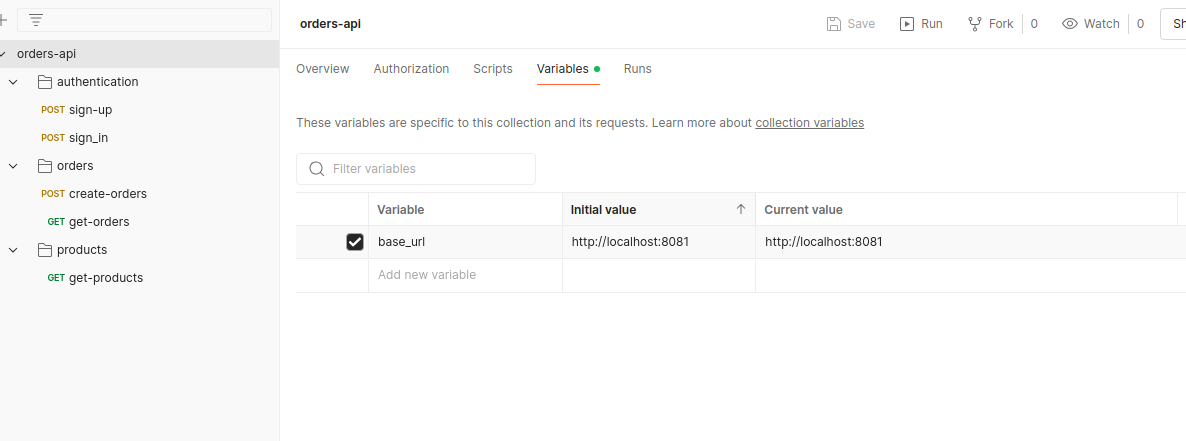 orders-api
Save
Run
Fork
0
Watch
0
Sh
orders-api
authentication
POST sign-up
POST sign_in
orders
POST create-orders
GET get-orders
products
GET get-products
Overview
Authorization
Scripts
Variables
Runs
These variables are specific to this collection and its requests. Learn more about collection variables
Filter variables
Variable
Initial value
Current value
base_url
http://localhost:8081
http://localhost:8081
Add new variable